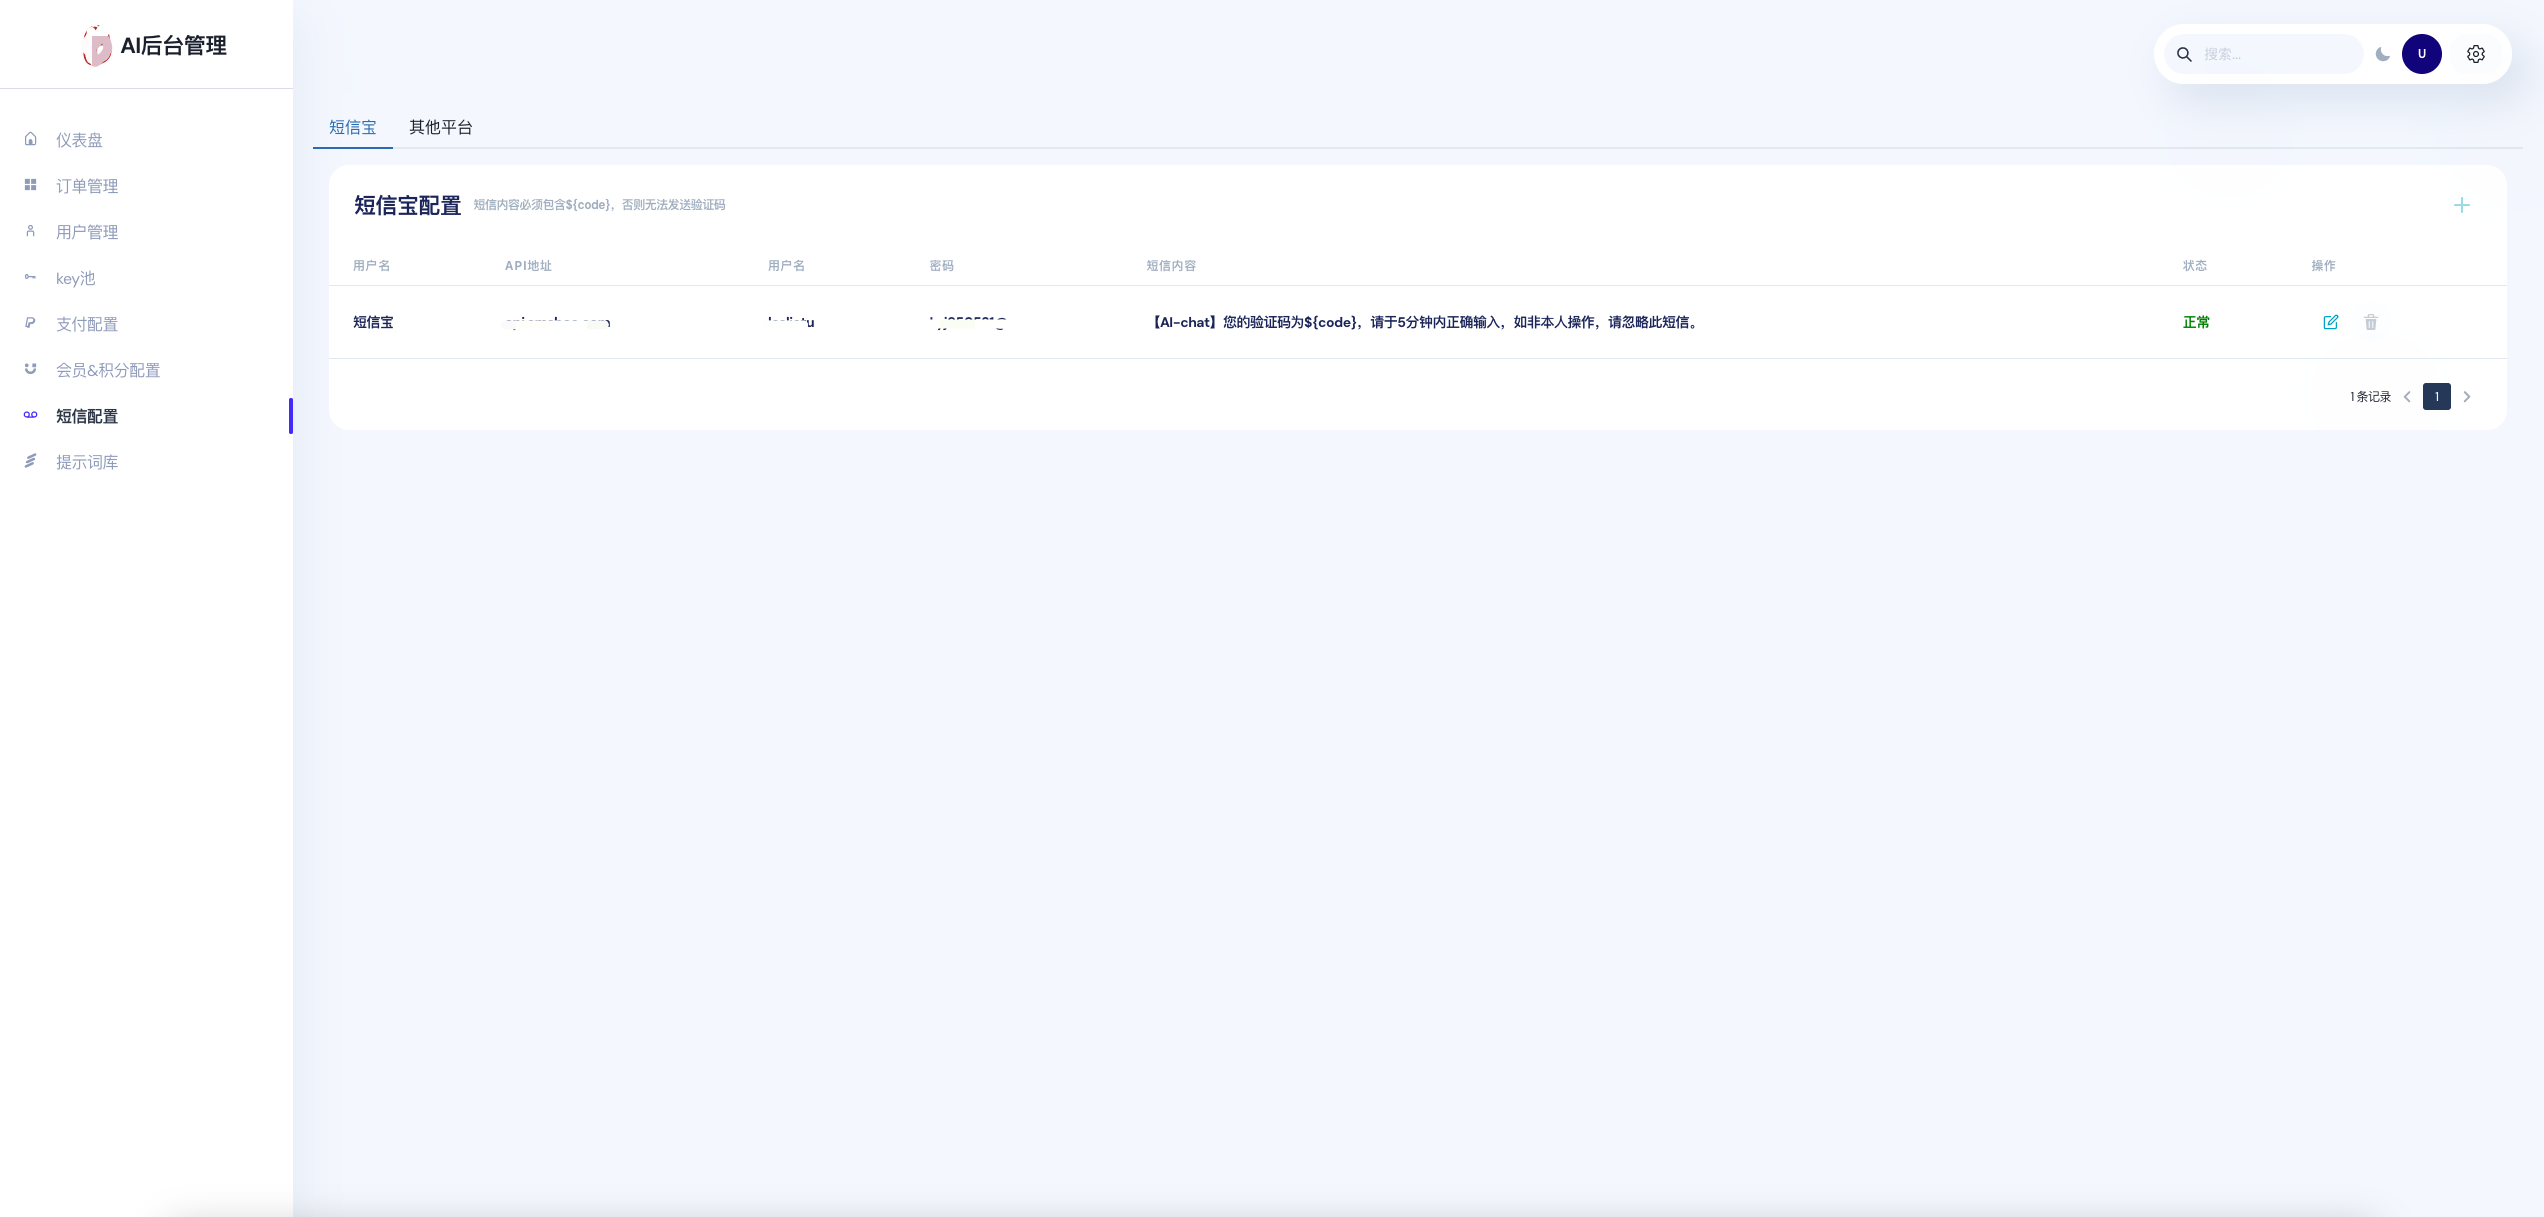 AI后台管理
搜索...
U
仪表盘
订单管理
用户管理
key池
支付配置
会员&积分配置
短信配置
提示词库
短信宝 其他平台
短信宝配置 短信内容必须包含${code}，否则无法发送验证码
用户名 API地址 用户名 密码 短信内容 状态 操作
短信宝 【AI-chat】您的验证码为${code}，请于5分钟内正确输入，如非本人操作，请忽略此短信。 正常
1 条记录 1